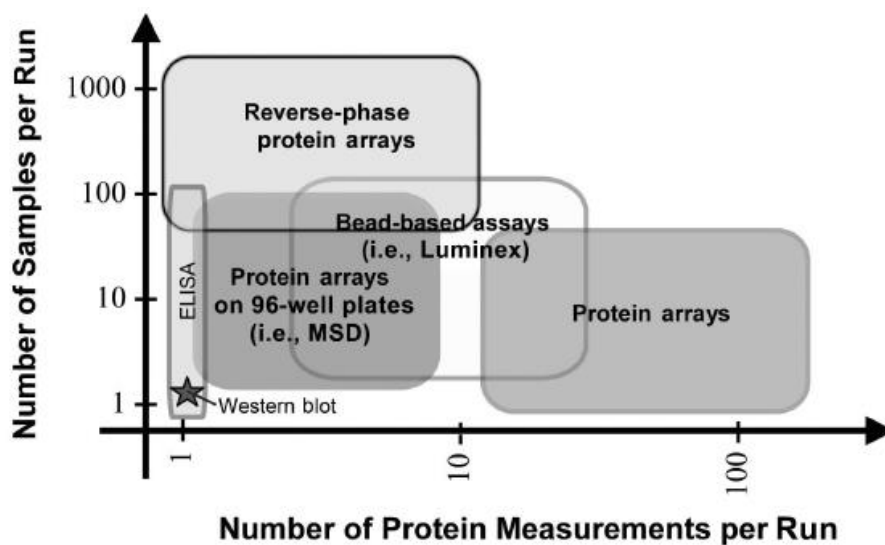 Number of Samples per Run
1000
100
10
1
Reverse-phase
protein arrays
Bead-based assays
(i.e., Luminex)
ELISA
Protein arrays
on 96-well plates
(i.e., MSD)
Protein arrays
Western blot
1
10
100
Number of Protein Measurements per Run